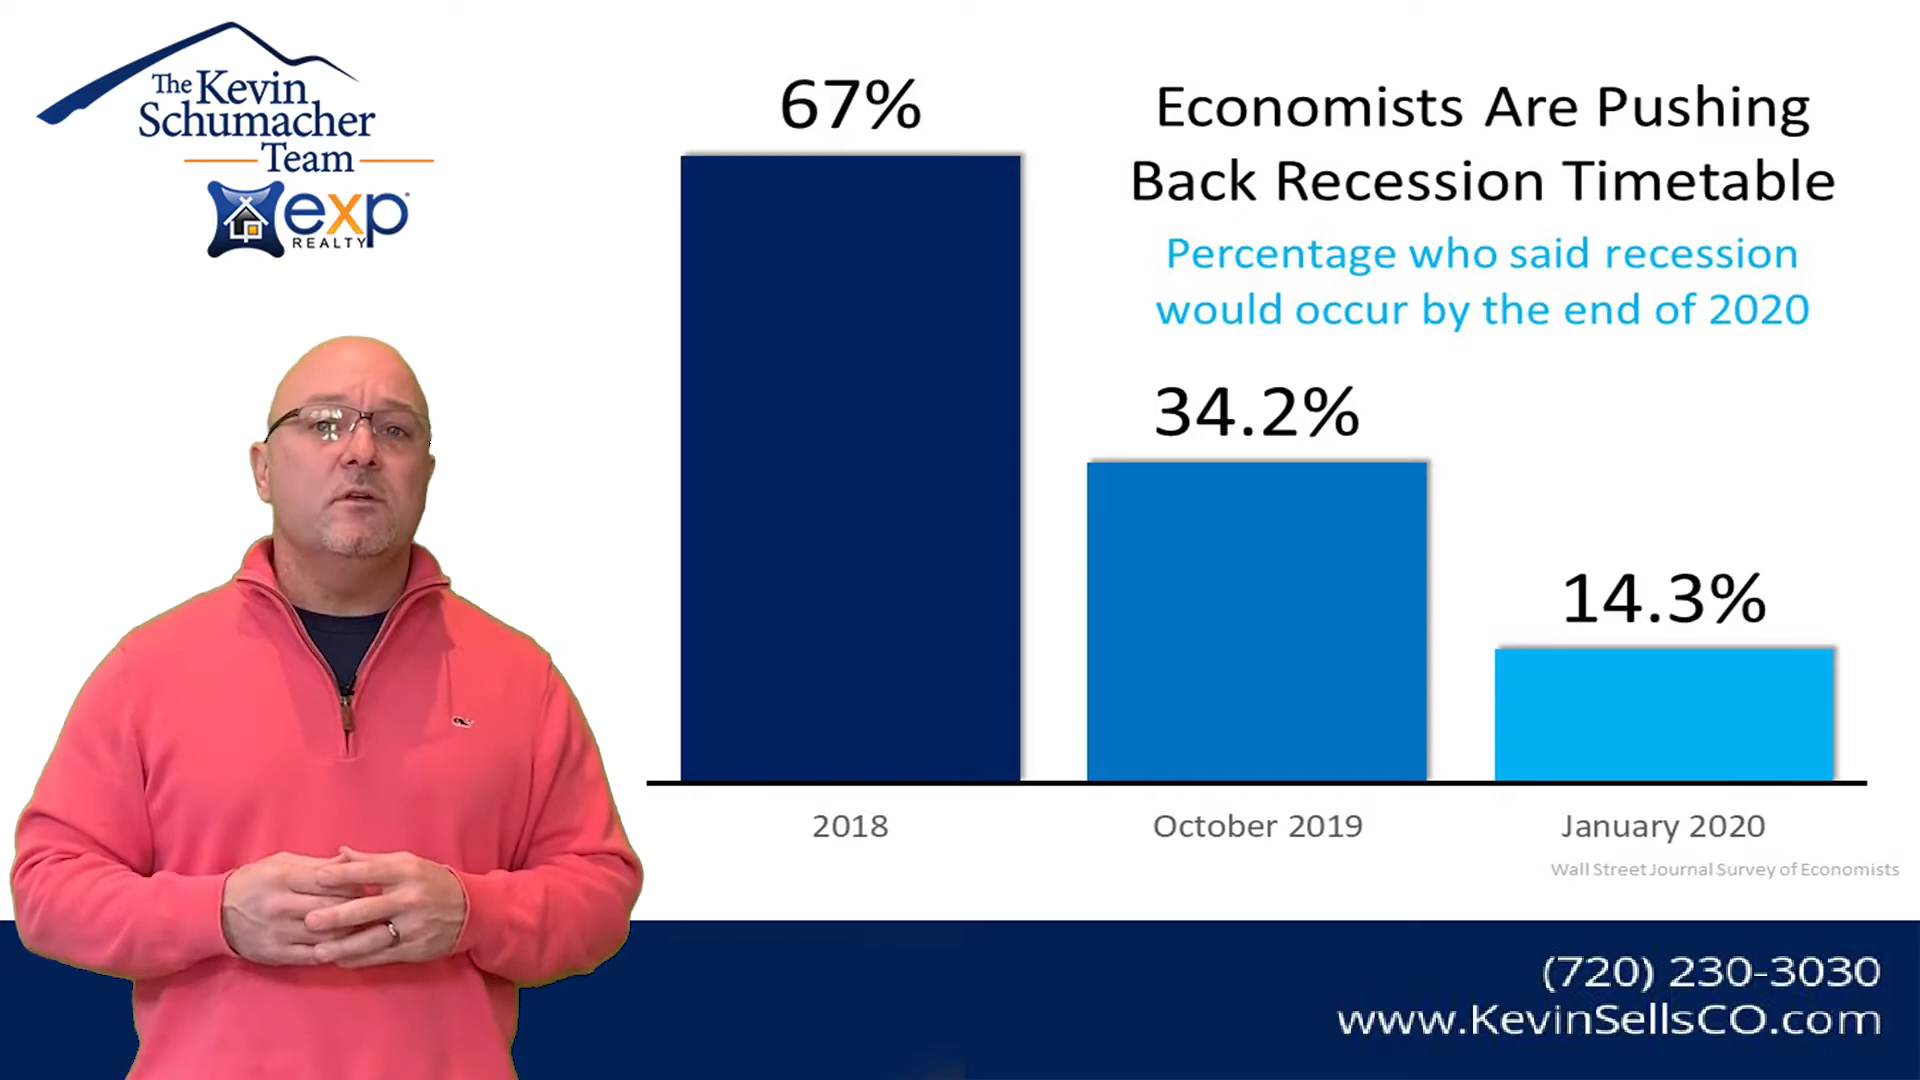 The Kevin
Schumacher
Team
exp
REALTY
67%
Economists Are Pushing
Back Recession Timetable
Percentage who said recession
would occur by the end of 2020
34.2%
14.3%
2018
October 2019
January 2020
Wall Street Journal Survey of Economists
(720) 230-3030
www.KevinSellsCO.com